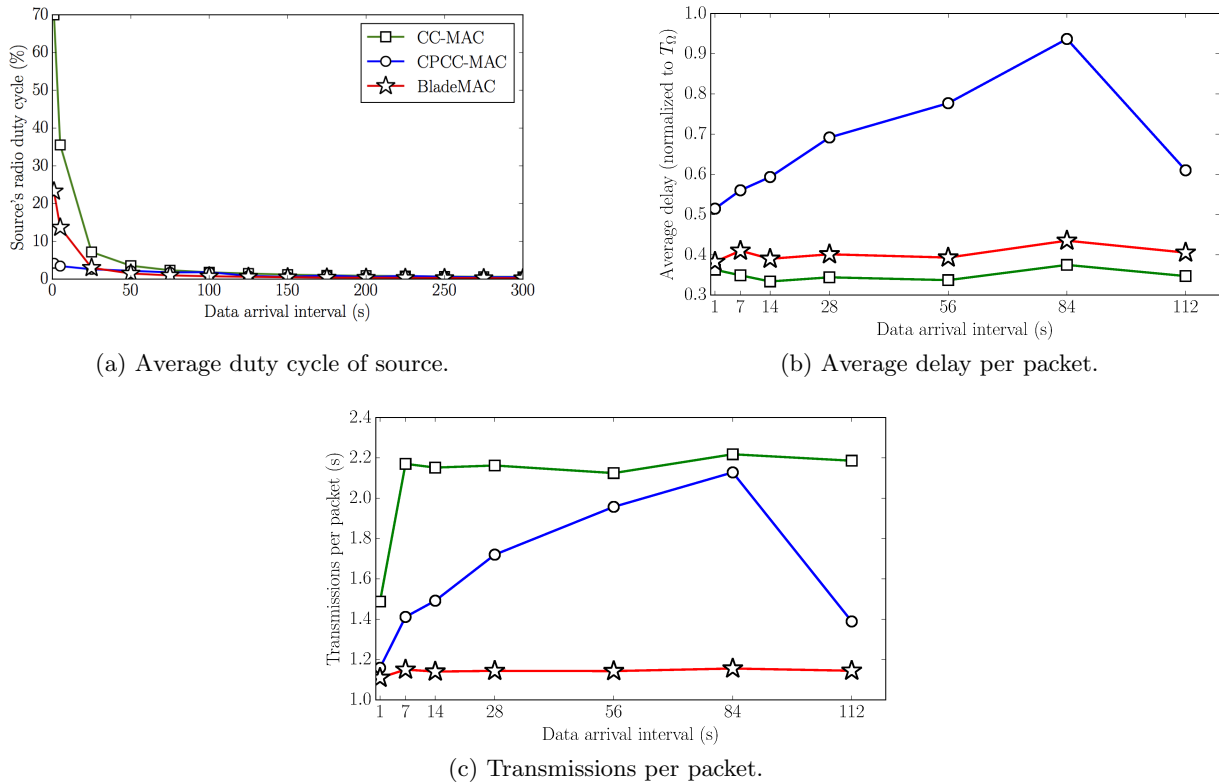 70
60
50
40
30
20
10
0
Source's radio duty cycle (%)
CC-MAC
CPCC-MAC
BladeMAC
0 50 100 150 200 250 300
Data arrival interval (s)
(a) Average duty cycle of source.
1.0
0.9
0.8
0.7
0.6
0.5
0.4
0.3
Average delay (normalized to TΩ)
1 7 14 28 56 84 112
Data arrival interval (s)
(b) Average delay per packet.
2.4
2.2
2.0
1.8
1.6
1.4
1.2
1.0
Transmissions per packet (s)
1 7 14 28 56 84 112
Data arrival interval (s)
(c) Transmissions per packet.